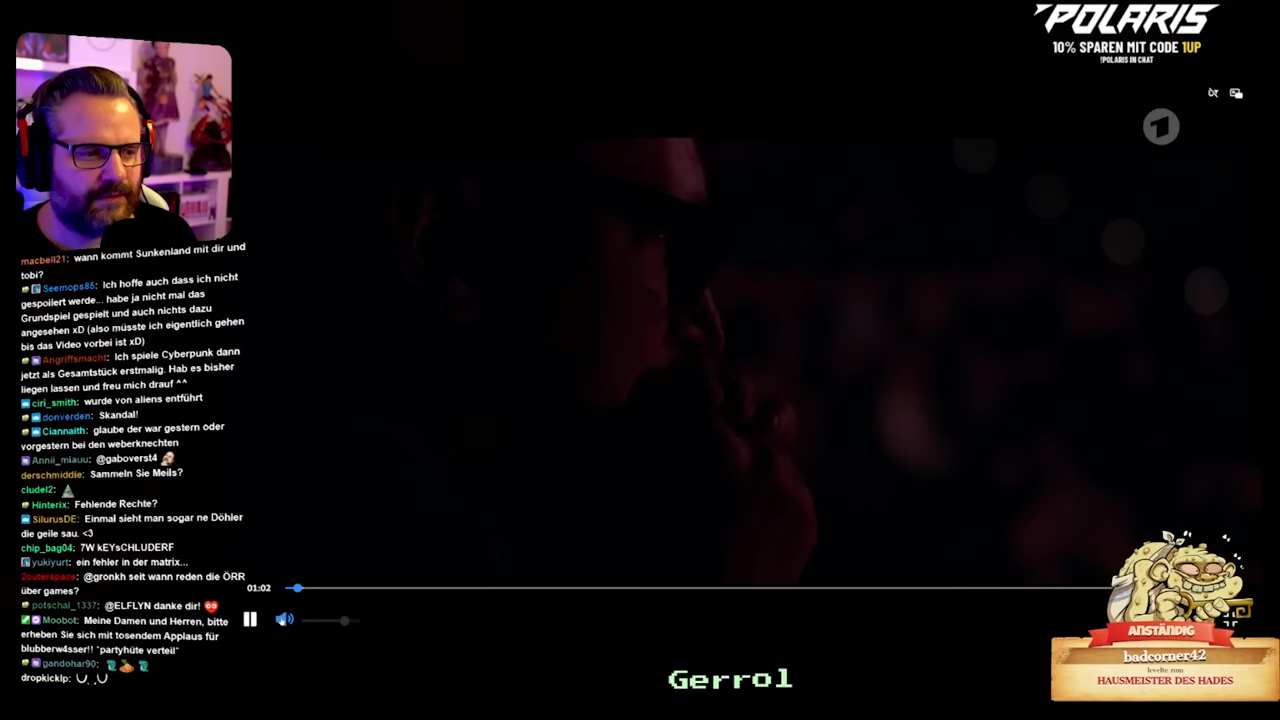 POLARIS
10% SPAREN MIT CODE 1UP
!POLARIS IN CHAT
macbeil21: wann kommt Sunkenland mit dir und
tobi?
Seemops85: Ich hoffe auch dass ich nicht
gespoilert werde... habe ja nicht mal das
Grundspiel gespielt und auch nichts dazu
angesehen xD (also müsste ich eigentlich gehen
bis das Video vorbei ist xD)
Angriffsmacht: Ich spiele Cyberpunk dann
jetzt als Gesamtstück erstmalig. Hab es bisher
liegen lassen und freu mich drauf ^^
ciri_smith: wurde von aliens entführt
donverden: Skandal!
Ciannaith: glaube der war gestern oder
vorgestern bei den weberknechten
Annii_miauu: @gaboverst4
derschmiddie: Sammeln Sie Meils?
cludel2:
Hinterix: Fehlende Rechte?
SilurusDE: Einmal sieht man sogar ne Döhler
die geile sau. <3
chip_bag04: 7W kEYsCHLUDERF
yukiyurt: ein fehler in der matrix...
2outerspace: @gronkh seit wann reden die ÖRR
über games?
potschal_1337: @ELFLYN danke dir!
Moobot: Meine Damen und Herren, bitte
erheben Sie sich mit tosendem Applaus für
blubberw4sser!! *partyhüte verteil*
gandohar90:
dropkicklp: ◡. .◡
01:02
Gerrol
ANSTÄNDIG
badcorner42
levelte zum
HAUSMEISTER DES HADES
1